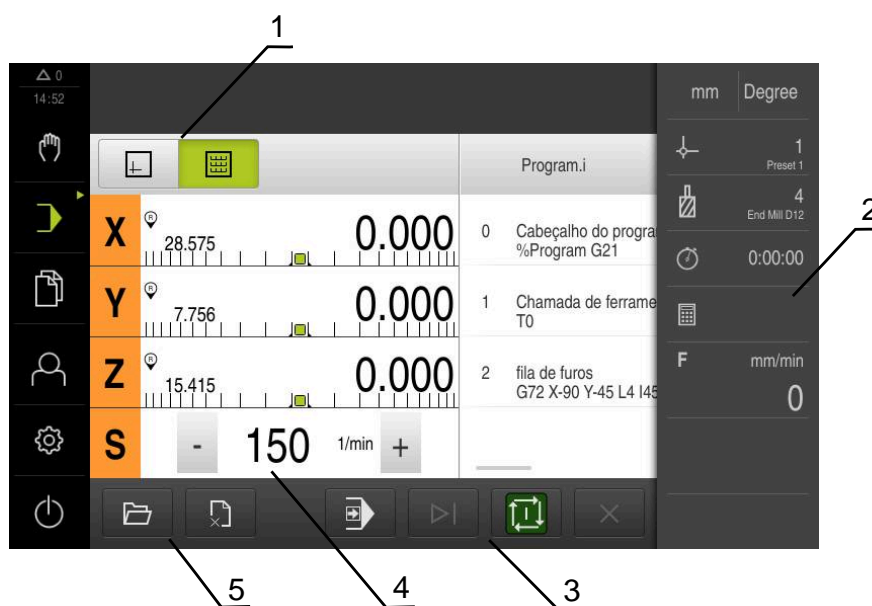 1
0
14:52
mm Degree
1
Preset 1
Program.i
4
End Mill D12
2
X R 28.575 0.000
0 Cabeçalho do progra
%Program G21
0:00:00
Y R 7.756 0.000
1 Chamada de ferrame
T0
F mm/min
0
Z R 15.415 0.000
2 fila de furos
G72 X-90 Y-45 L4 I45
S - 150 1/min +
5
4
3